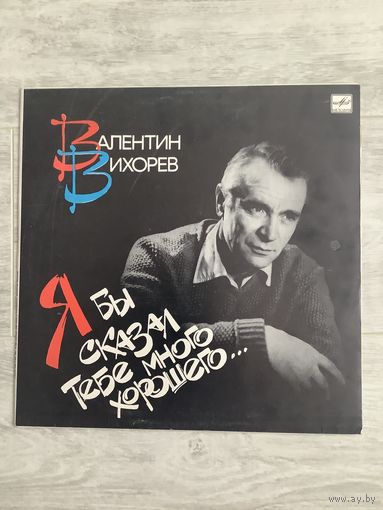 Валентин
Вихорев
Я бы
сказал
тебе много
хорошего...
www.ay.by